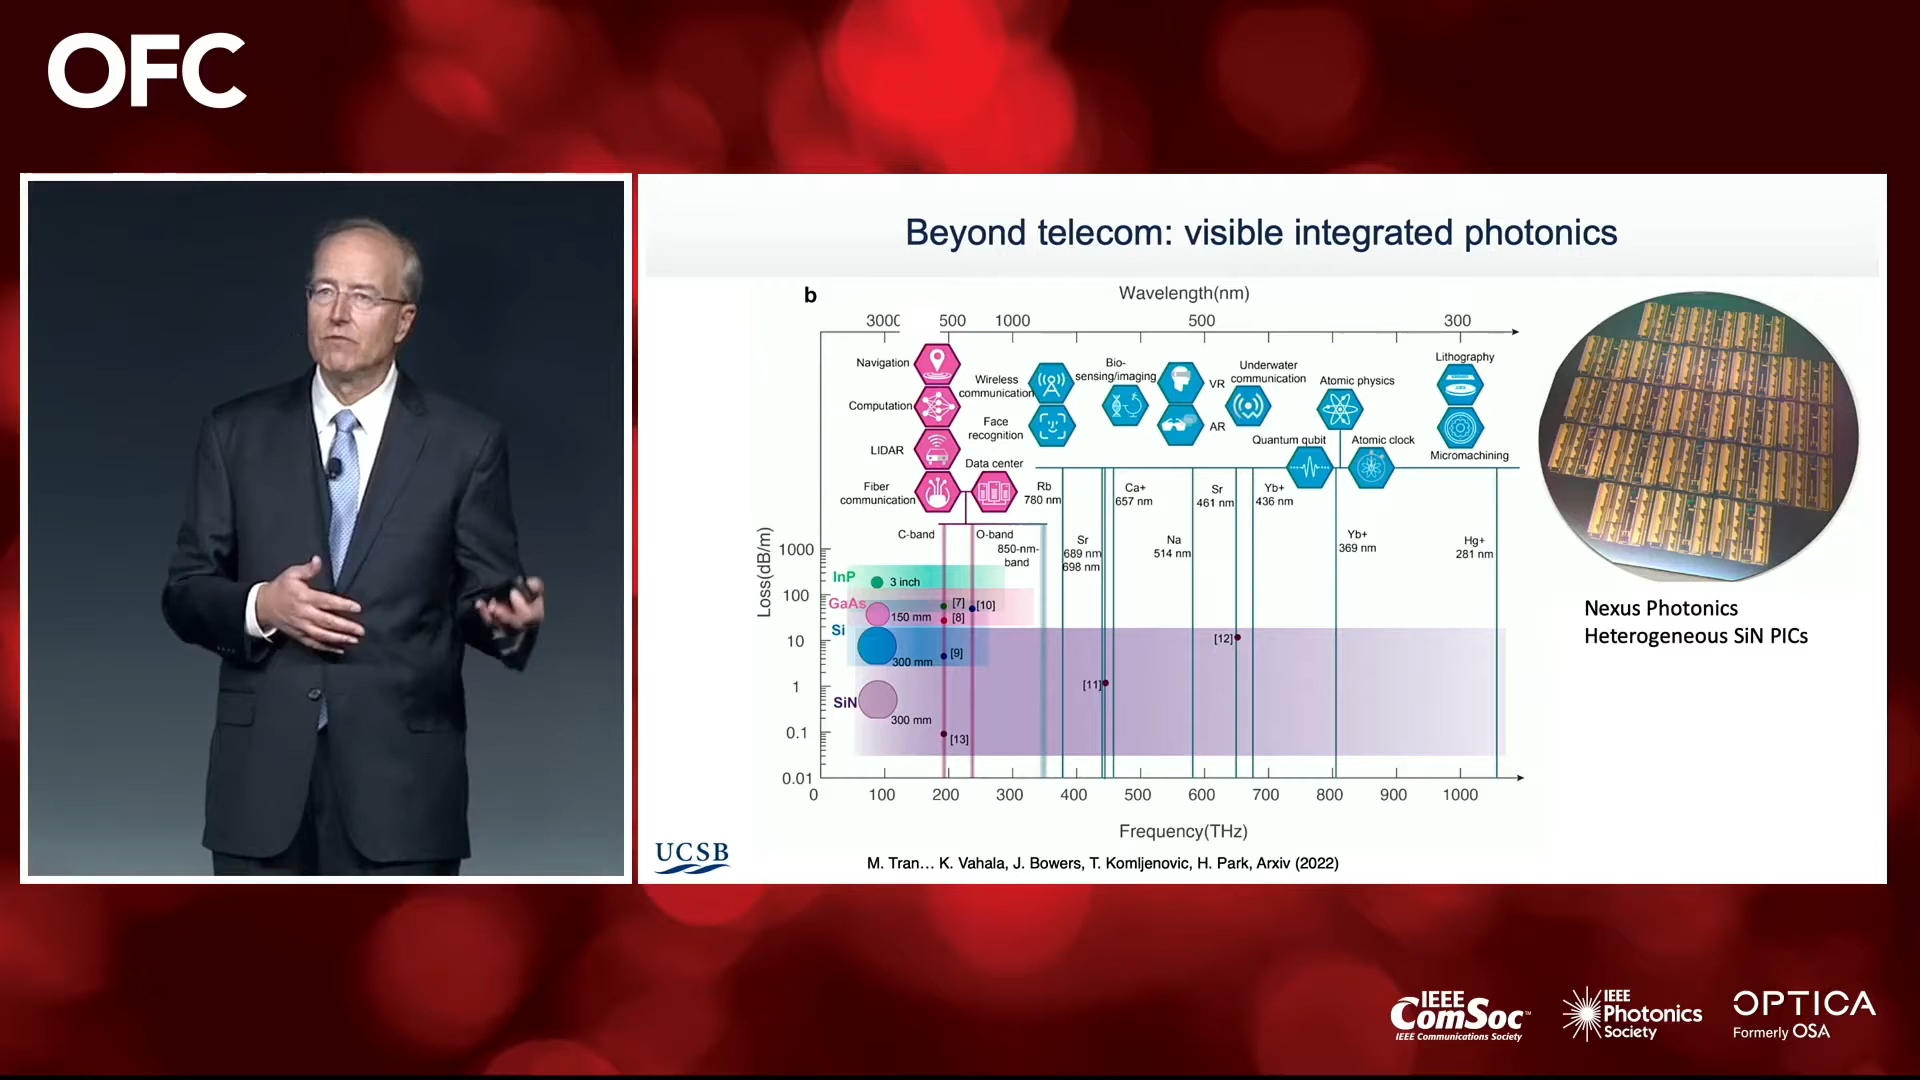 OFC
Beyond telecom: visible integrated photonics
b
Wavelength(nm)
3000 500 1000 500 300
Navigation
Computation
LIDAR
Fiber
communication
Data center
Wireless
communication
Face
recognition
Bio-
sensing/imaging
VR
AR
Underwater
communication
Atomic physics
Quantum qubit
Atomic clock
Lithography
Micromachining
C-band
O-band
850-nm-
band
Rb
780 nm
Sr
689 nm
698 nm
Ca+
657 nm
Na
514 nm
Sr
461 nm
Yb+
436 nm
Yb+
369 nm
Hg+
281 nm
Loss(dB/m)
1000
100
10
1
0.1
0.01
InP
3 inch
GaAs
150 mm
Si
300 mm
SiN
300 mm
[7]
[10]
[8]
[9]
[12]
[11]
[13]
0 100 200 300 400 500 600 700 800 900 1000
Frequency(THz)
Nexus Photonics
Heterogeneous SiN PICs
UCSB
M. Tran... K. Vahala, J. Bowers, T. Komljenovic, H. Park, Arxiv (2022)
IEEE
ComSoc™
IEEE Communications Society
IEEE
Photonics
Society
OPTICA
Formerly OSA